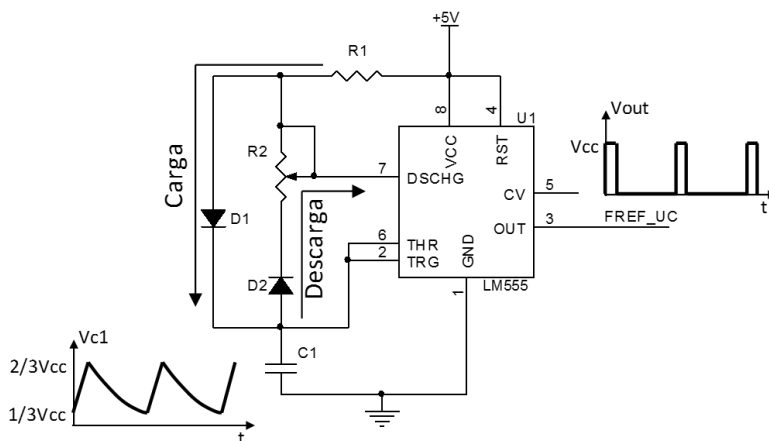 +5V
R1
8
4
U1
VCC
RST
Vout
Vcc
t
Carga
R2
7
DSCHG
CV
5
OUT
3
FREF_UC
D1
Descarga
6
THR
2
TRG
GND
1
LM555
D2
Vc1
2/3Vcc
1/3Vcc
t
C1